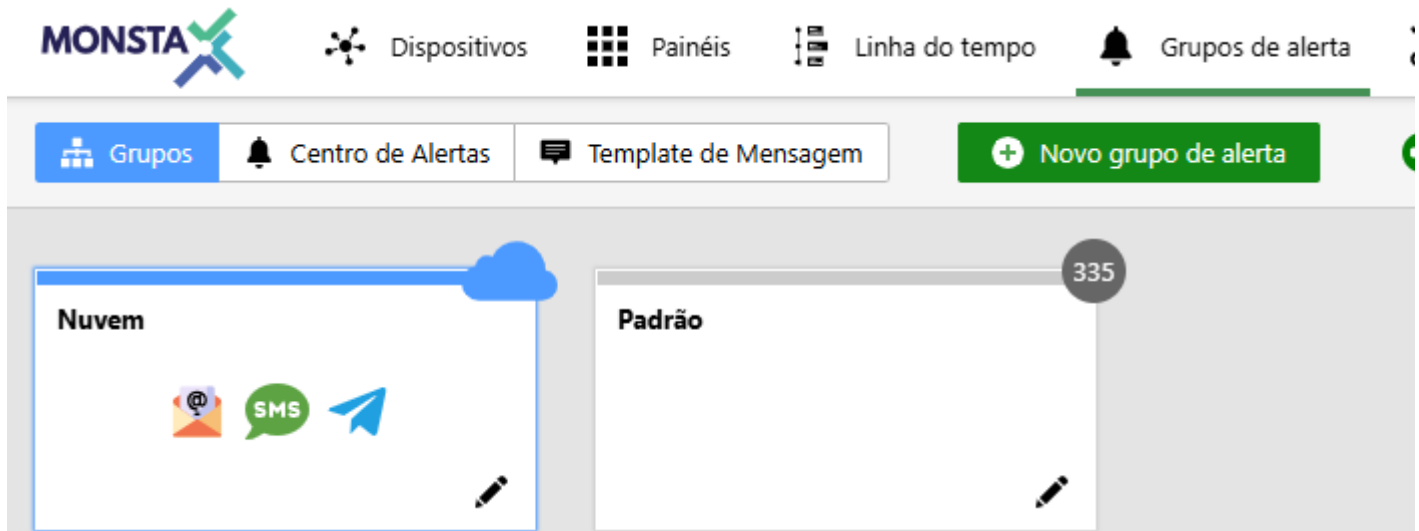 MONSTA Dispositivos Painéis Linha do tempo Grupos de alerta
Grupos Centro de Alertas Template de Mensagem Novo grupo de alerta
335
Nuvem Padrão
@ SMS